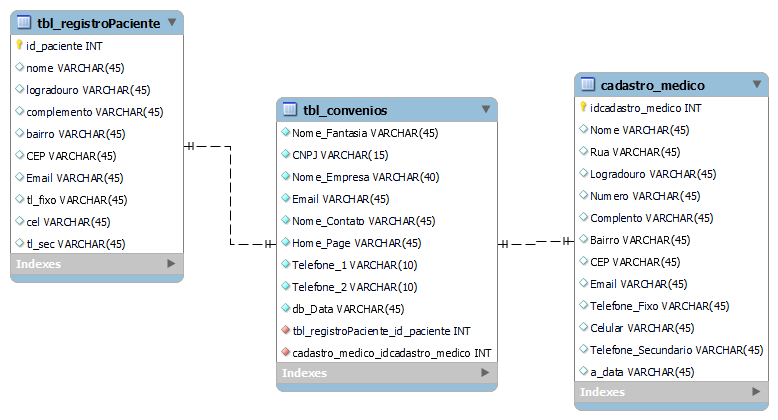 tbl_registroPaciente
id_paciente INT
nome VARCHAR(45)
logradouro VARCHAR(45)
complemento VARCHAR(45)
bairro VARCHAR(45)
CEP VARCHAR(45)
Email VARCHAR(45)
tl_fixo VARCHAR(45)
cel VARCHAR(45)
tl_sec VARCHAR(45)
Indexes
tbl_convenios
Nome_Fantasia VARCHAR(45)
CNPJ VARCHAR(15)
Nome_Empresa VARCHAR(40)
Email VARCHAR(45)
Nome_Contato VARCHAR(45)
Home_Page VARCHAR(45)
Telefone_1 VARCHAR(10)
Telefone_2 VARCHAR(10)
db_Data VARCHAR(45)
tbl_registroPaciente_id_paciente INT
cadastro_medico_idcadastro_medico INT
Indexes
cadastro_medico
idcadastro_medico INT
Nome VARCHAR(45)
Rua VARCHAR(45)
Logradouro VARCHAR(45)
Numero VARCHAR(45)
Complento VARCHAR(45)
Bairro VARCHAR(45)
CEP VARCHAR(45)
Email VARCHAR(45)
Telefone_Fixo VARCHAR(45)
Celular VARCHAR(45)
Telefone_Secundario VARCHAR(45)
a_data VARCHAR(45)
Indexes